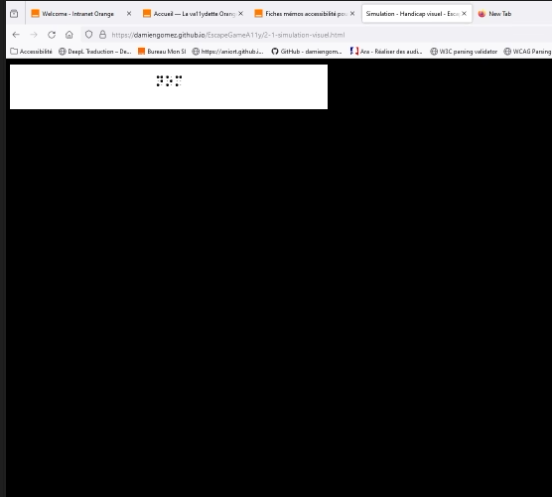 Welcome - Intranet Orange
Accueil — Le va11ydette Orang
Fiches mémos accessibilité po
Simulation - Handicap visuel - Esca
New Tab
https://damiengomez.github.io/EscapeGameA11y/2-1-simulation-visuel.html
Accessibilité
DeepL Traduction – De...
Bureau Mon SI
https://aniort.github.i...
GitHub - damiengom...
Ara - Réaliser des audi...
W3C parsing validator
WCAG Parsing